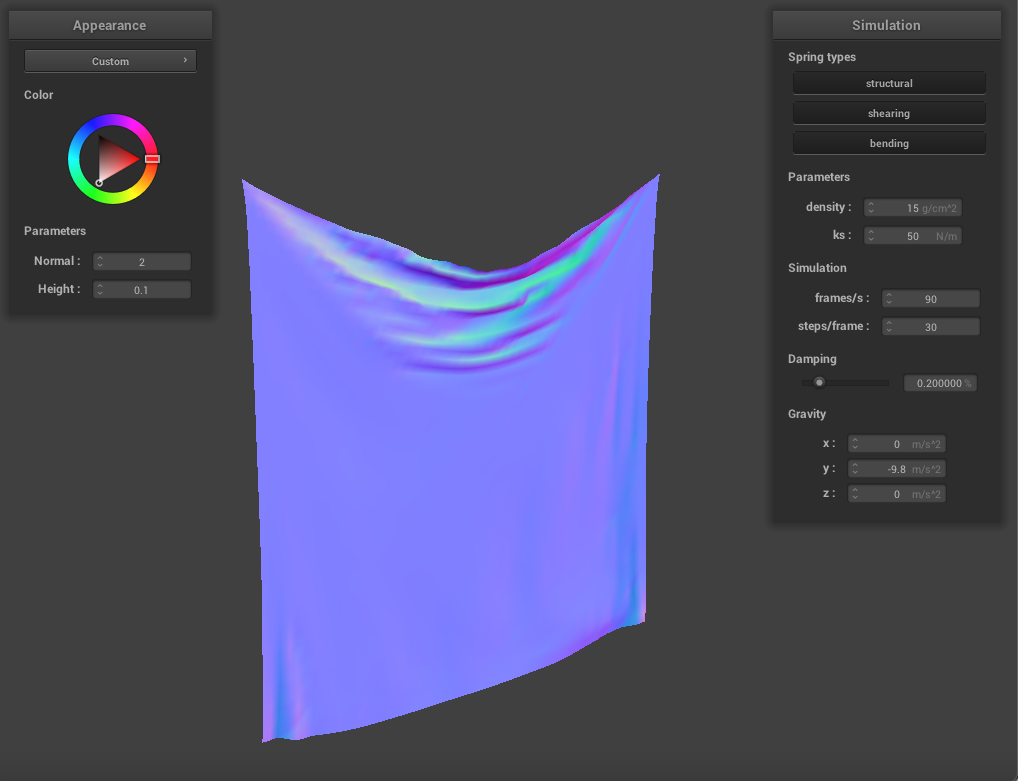 Appearance
Custom ›
Color
Parameters
Normal : 2
Height : 0.1
Simulation
Spring types
structural
shearing
bending
Parameters
density : 15 g/cm^2
ks : 50 N/m
Simulation
frames/s : 90
steps/frame : 30
Damping
0.200000 %
Gravity
x : 0 m/s^2
y : -9.8 m/s^2
z : 0 m/s^2